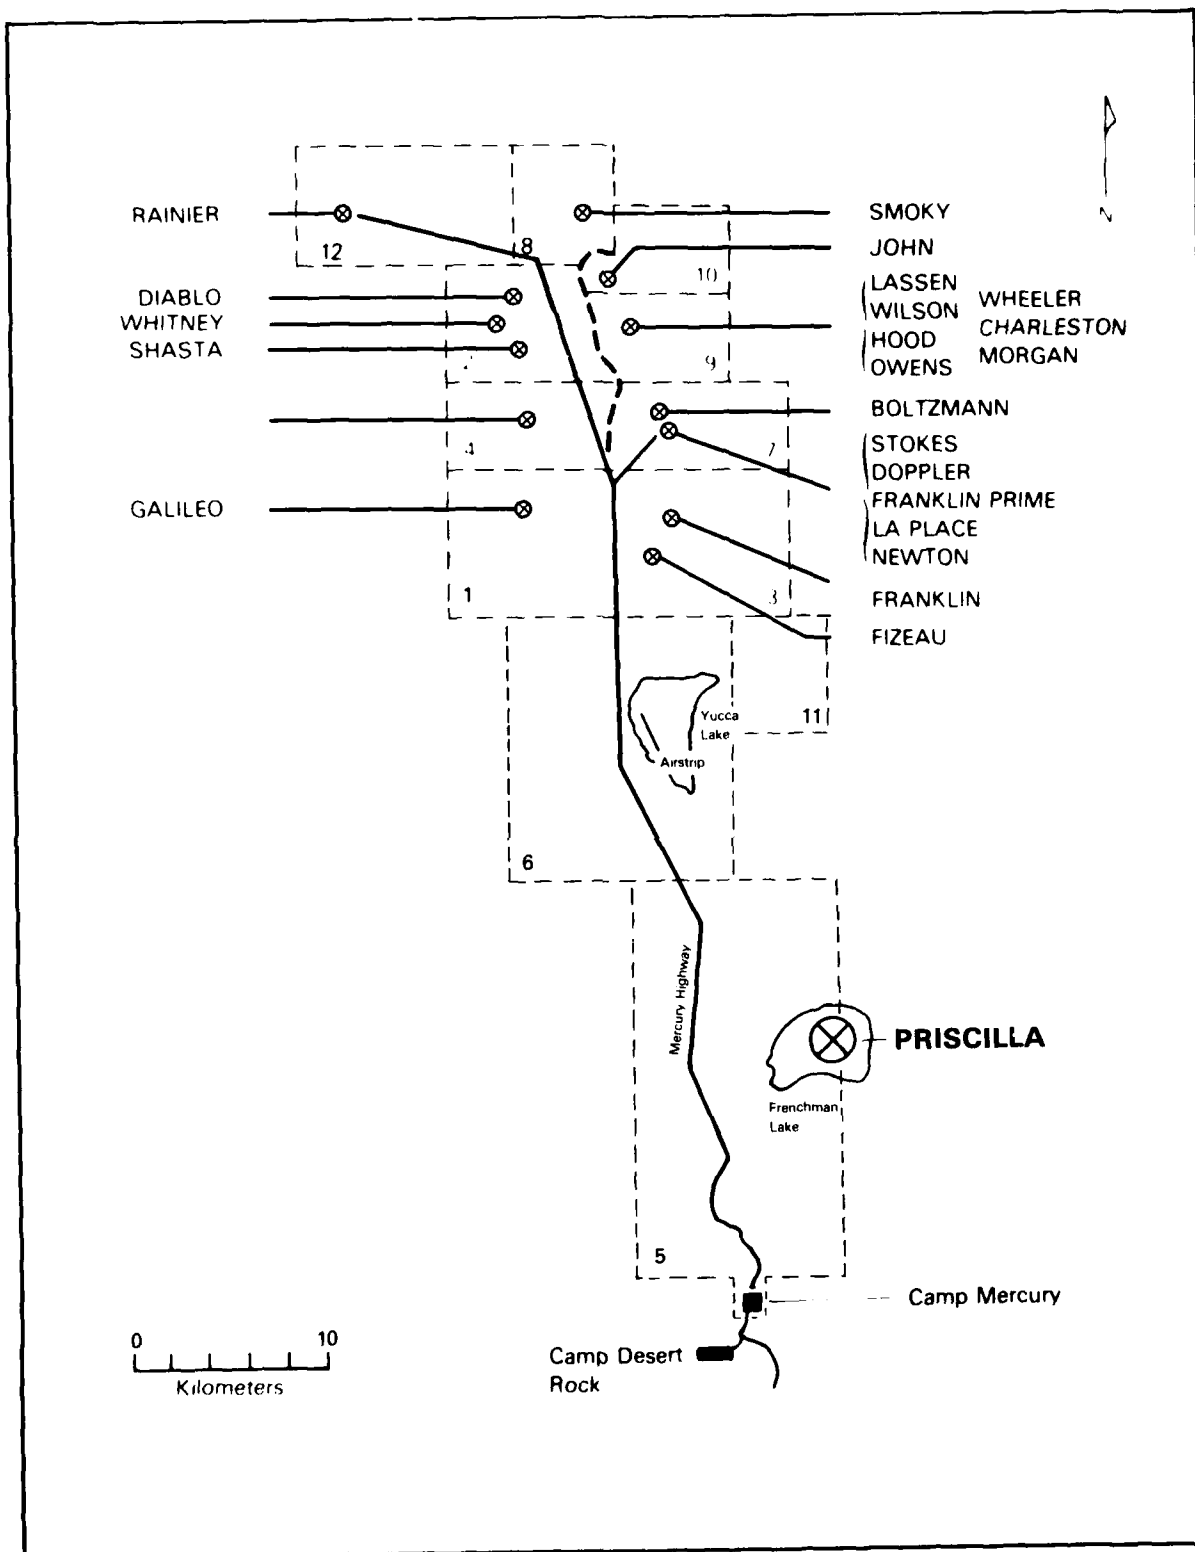 N
RAINIER
SMOKY
12
8
JOHN
10
LASSEN
WILSON
WHEELER
HOOD
CHARLESTON
OWENS
MORGAN
DIABLO
WHITNEY
SHASTA
2
9
BOLTZMANN
4
7
STOKES
DOPPLER
FRANKLIN PRIME
LA PLACE
NEWTON
GALILEO
1
3
FRANKLIN
FIZEAU
11
Yucca
Lake
Airstrip
6
Mercury Highway
PRISCILLA
Frenchman
Lake
5
Camp Mercury
Camp Desert
Rock
0 10
Kilometers